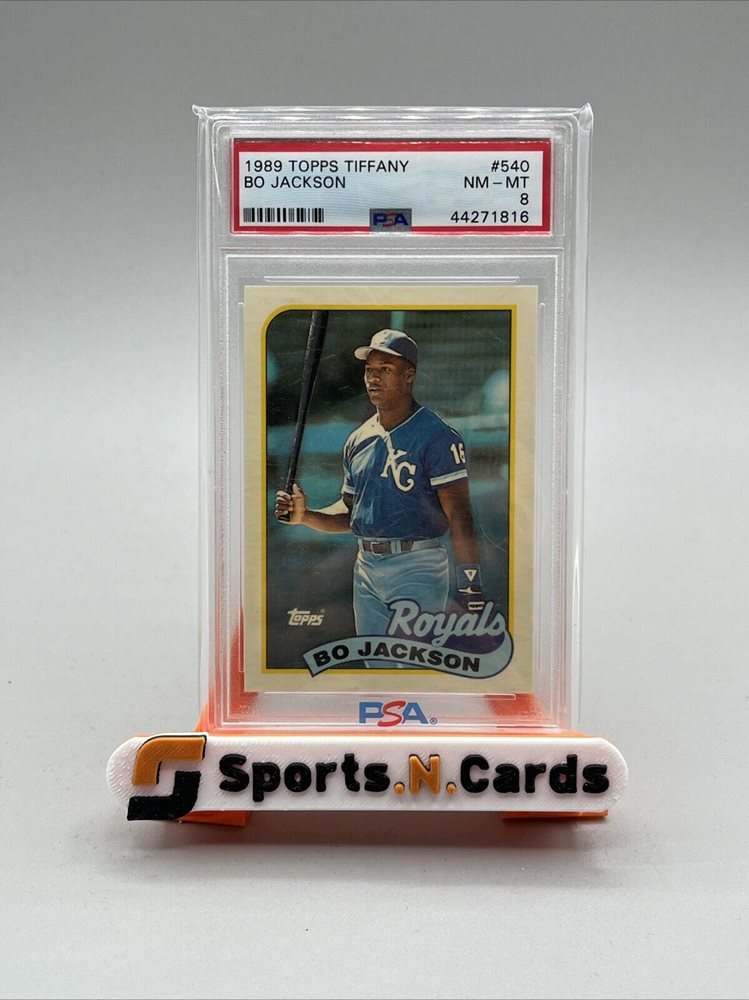 1989 TOPPS TIFFANY #540
BO JACKSON NM - MT
8
PSA 44271816
KC
16
topps
Royals
BO JACKSON
PSA
Sports.N.Cards